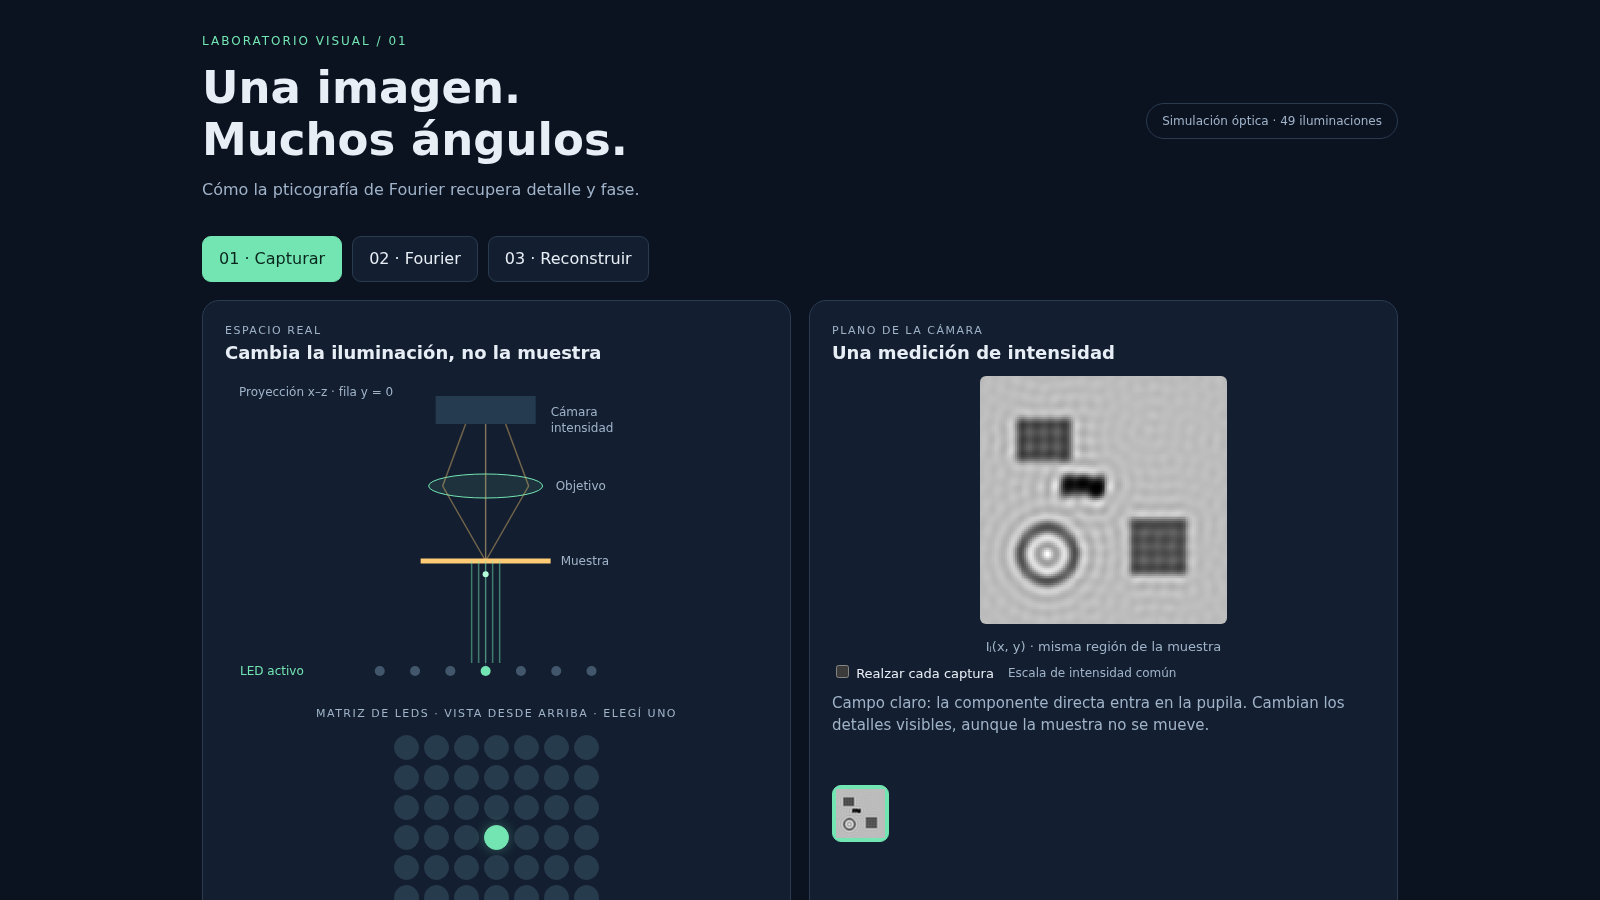 LABORATORIO VISUAL / 01
Una imagen.
Muchos ángulos.
Cómo la pticografía de Fourier recupera detalle y fase.
Simulación óptica · 49 iluminaciones
01 · Capturar
02 · Fourier
03 · Reconstruir
ESPACIO REAL
Cambia la iluminación, no la muestra
Proyección x–z · fila y = 0
Cámara
intensidad
Objetivo
Muestra
LED activo
MATRIZ DE LEDS · VISTA DESDE ARRIBA · ELEGÍ UNO
PLANO DE LA CÁMARA
Una medición de intensidad
Iⱼ(x, y) · misma región de la muestra
Realzar cada captura
Escala de intensidad común
Campo claro: la componente directa entra en la pupila. Cambian los
detalles visibles, aunque la muestra no se mueve.